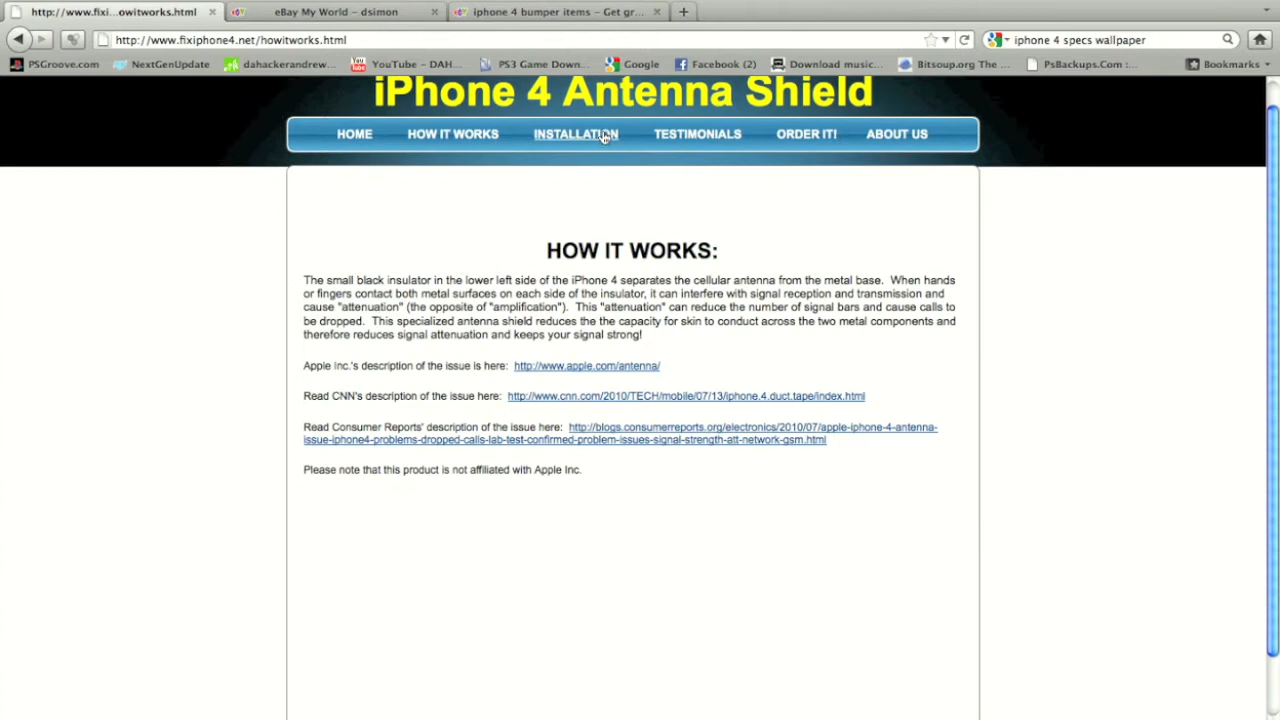 http://www.fixi...owitworks.html
eBay My World – dsimon
iphone 4 bumper items – Get gr...
http://www.fixiphone4.net/howitworks.html
iphone 4 specs wallpaper
PSGroove.com
NextGenUpdate
dahackerandrew...
YouTube – DAH...
PS3 Game Down...
Google
Facebook (2)
Download music...
Bitsoup.org The ...
PsBackups.Com :...
Bookmarks
iPhone 4 Antenna Shield
HOME
HOW IT WORKS
INSTALLATION
TESTIMONIALS
ORDER IT!
ABOUT US
HOW IT WORKS:
The small black insulator in the lower left side of the iPhone 4 separates the cellular antenna from the metal base. When hands
or fingers contact both metal surfaces on each side of the insulator, it can interfere with signal reception and transmission and
cause "attenuation" (the opposite of "amplification"). This "attenuation" can reduce the number of signal bars and cause calls to
be dropped. This specialized antenna shield reduces the the capacity for skin to conduct across the two metal components and
therefore reduces signal attenuation and keeps your signal strong!
Apple Inc.'s description of the issue is here: http://www.apple.com/antenna/
Read CNN's description of the issue here: http://www.cnn.com/2010/TECH/mobile/07/13/iphone.4.duct.tape/index.html
Read Consumer Reports' description of the issue here: http://blogs.consumerreports.org/electronics/2010/07/apple-iphone-4-antenna-
issue-iphone4-problems-dropped-calls-lab-test-confirmed-problem-issues-signal-strength-att-network-gsm.html
Please note that this product is not affiliated with Apple Inc.